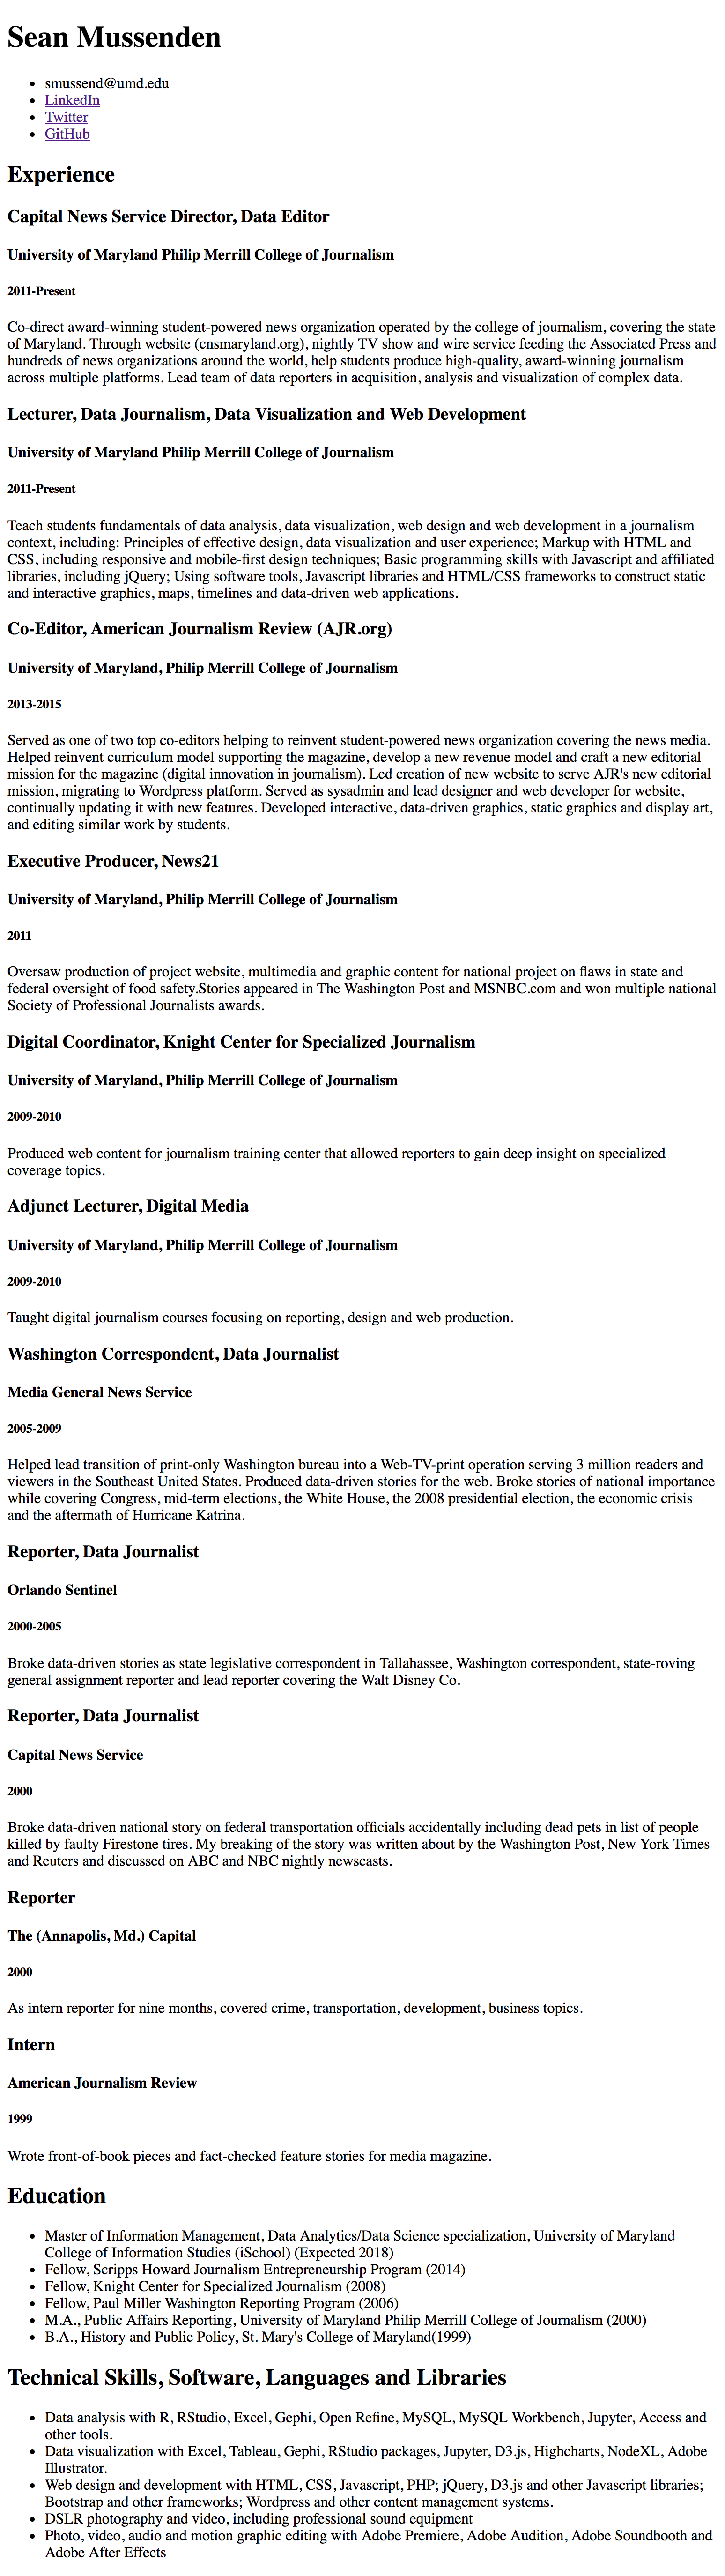 Sean Mussenden
smussend@umd.edu
LinkedIn
Twitter
GitHub
Experience
Capital News Service Director, Data Editor
University of Maryland Philip Merrill College of Journalism
2011-Present
Co-direct award-winning student-powered news organization operated by the college of journalism, covering the state
of Maryland. Through website (cnsmaryland.org), nightly TV show and wire service feeding the Associated Press and
hundreds of news organizations around the world, help students produce high-quality, award-winning journalism
across multiple platforms. Lead team of data reporters in acquisition, analysis and visualization of complex data.
Lecturer, Data Journalism, Data Visualization and Web Development
University of Maryland Philip Merrill College of Journalism
2011-Present
Teach students fundamentals of data analysis, data visualization, web design and web development in a journalism
context, including: Principles of effective design, data visualization and user experience; Markup with HTML and
CSS, including responsive and mobile-first design techniques; Basic programming skills with Javascript and affiliated
libraries, including jQuery; Using software tools, Javascript libraries and HTML/CSS frameworks to construct static
and interactive graphics, maps, timelines and data-driven web applications.
Co-Editor, American Journalism Review (AJR.org)
University of Maryland, Philip Merrill College of Journalism
2013-2015
Served as one of two top co-editors helping to reinvent student-powered news organization covering the news media.
Helped reinvent curriculum model supporting the magazine, develop a new revenue model and craft a new editorial
mission for the magazine (digital innovation in journalism). Led creation of new website to serve AJR's new editorial
mission, migrating to Wordpress platform. Served as sysadmin and lead designer and web developer for website,
continually updating it with new features. Developed interactive, data-driven graphics, static graphics and display art,
and editing similar work by students.
Executive Producer, News21
University of Maryland, Philip Merrill College of Journalism
2011
Oversaw production of project website, multimedia and graphic content for national project on flaws in state and
federal oversight of food safety.Stories appeared in The Washington Post and MSNBC.com and won multiple national
Society of Professional Journalists awards.
Digital Coordinator, Knight Center for Specialized Journalism
University of Maryland, Philip Merrill College of Journalism
2009-2010
Produced web content for journalism training center that allowed reporters to gain deep insight on specialized
coverage topics.
Adjunct Lecturer, Digital Media
University of Maryland, Philip Merrill College of Journalism
2009-2010
Taught digital journalism courses focusing on reporting, design and web production.
Washington Correspondent, Data Journalist
Media General News Service
2005-2009
Helped lead transition of print-only Washington bureau into a Web-TV-print operation serving 3 million readers and
viewers in the Southeast United States. Produced data-driven stories for the web. Broke stories of national importance
while covering Congress, mid-term elections, the White House, the 2008 presidential election, the economic crisis
and the aftermath of Hurricane Katrina.
Reporter, Data Journalist
Orlando Sentinel
2000-2005
Broke data-driven stories as state legislative correspondent in Tallahassee, Washington correspondent, state-roving
general assignment reporter and lead reporter covering the Walt Disney Co.
Reporter, Data Journalist
Capital News Service
2000
Broke data-driven national story on federal transportation officials accidentally including dead pets in list of people
killed by faulty Firestone tires. My breaking of the story was written about by the Washington Post, New York Times
and Reuters and discussed on ABC and NBC nightly newscasts.
Reporter
The (Annapolis, Md.) Capital
2000
As intern reporter for nine months, covered crime, transportation, development, business topics.
Intern
American Journalism Review
1999
Wrote front-of-book pieces and fact-checked feature stories for media magazine.
Education
Master of Information Management, Data Analytics/Data Science specialization, University of Maryland
College of Information Studies (iSchool) (Expected 2018)
Fellow, Scripps Howard Journalism Entrepreneurship Program (2014)
Fellow, Knight Center for Specialized Journalism (2008)
Fellow, Paul Miller Washington Reporting Program (2006)
M.A., Public Affairs Reporting, University of Maryland Philip Merrill College of Journalism (2000)
B.A., History and Public Policy, St. Mary's College of Maryland(1999)
Technical Skills, Software, Languages and Libraries
Data analysis with R, RStudio, Excel, Gephi, Open Refine, MySQL, MySQL Workbench, Jupyter, Access and
other tools.
Data visualization with Excel, Tableau, Gephi, RStudio packages, Jupyter, D3.js, Highcharts, NodeXL, Adobe
Illustrator.
Web design and development with HTML, CSS, Javascript, PHP; jQuery, D3.js and other Javascript libraries;
Bootstrap and other frameworks; Wordpress and other content management systems.
DSLR photography and video, including professional sound equipment
Photo, video, audio and motion graphic editing with Adobe Premiere, Adobe Audition, Adobe Soundbooth and
Adobe After Effects